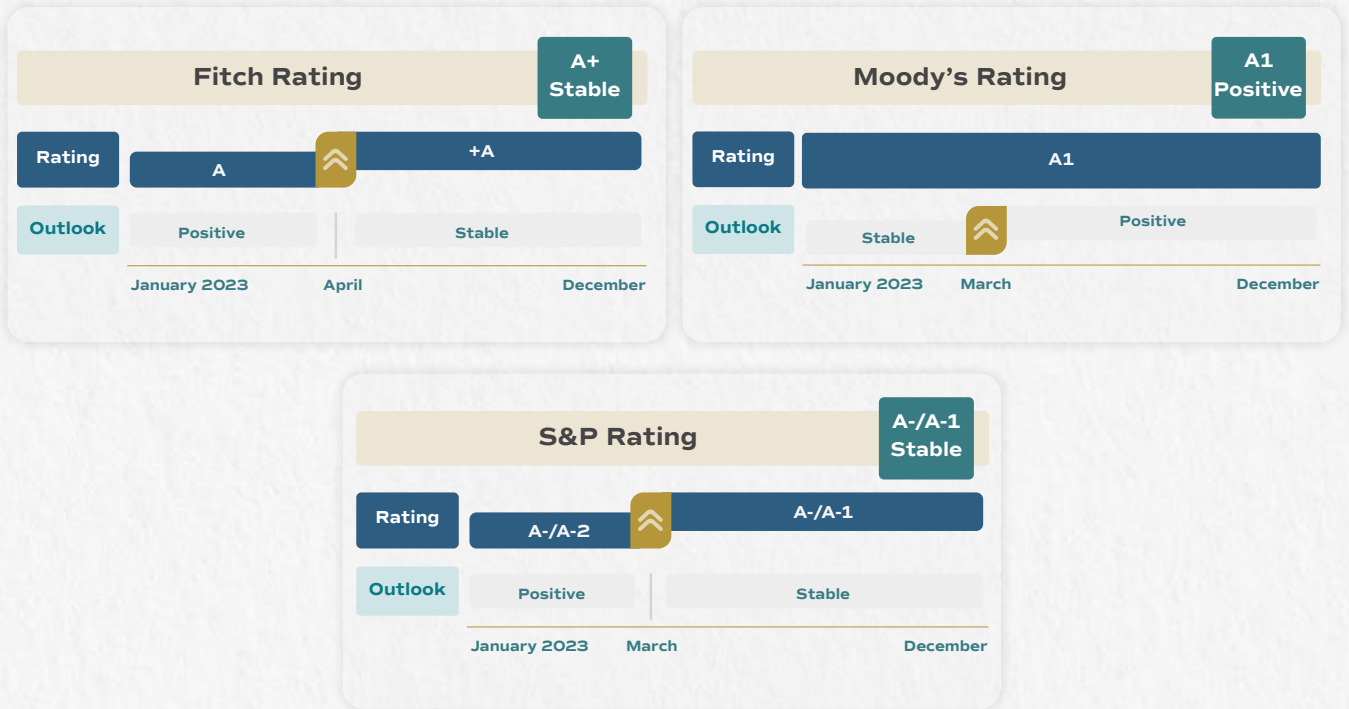 Fitch Rating
A+
Stable
Rating
A
+A
Outlook
Positive
Stable
January 2023
April
December
Moody’s Rating
A1
Positive
Rating
A1
Outlook
Stable
Positive
January 2023
March
December
S&P Rating
A-/A-1
Stable
Rating
A-/A-2
A-/A-1
Outlook
Positive
Stable
January 2023
March
December